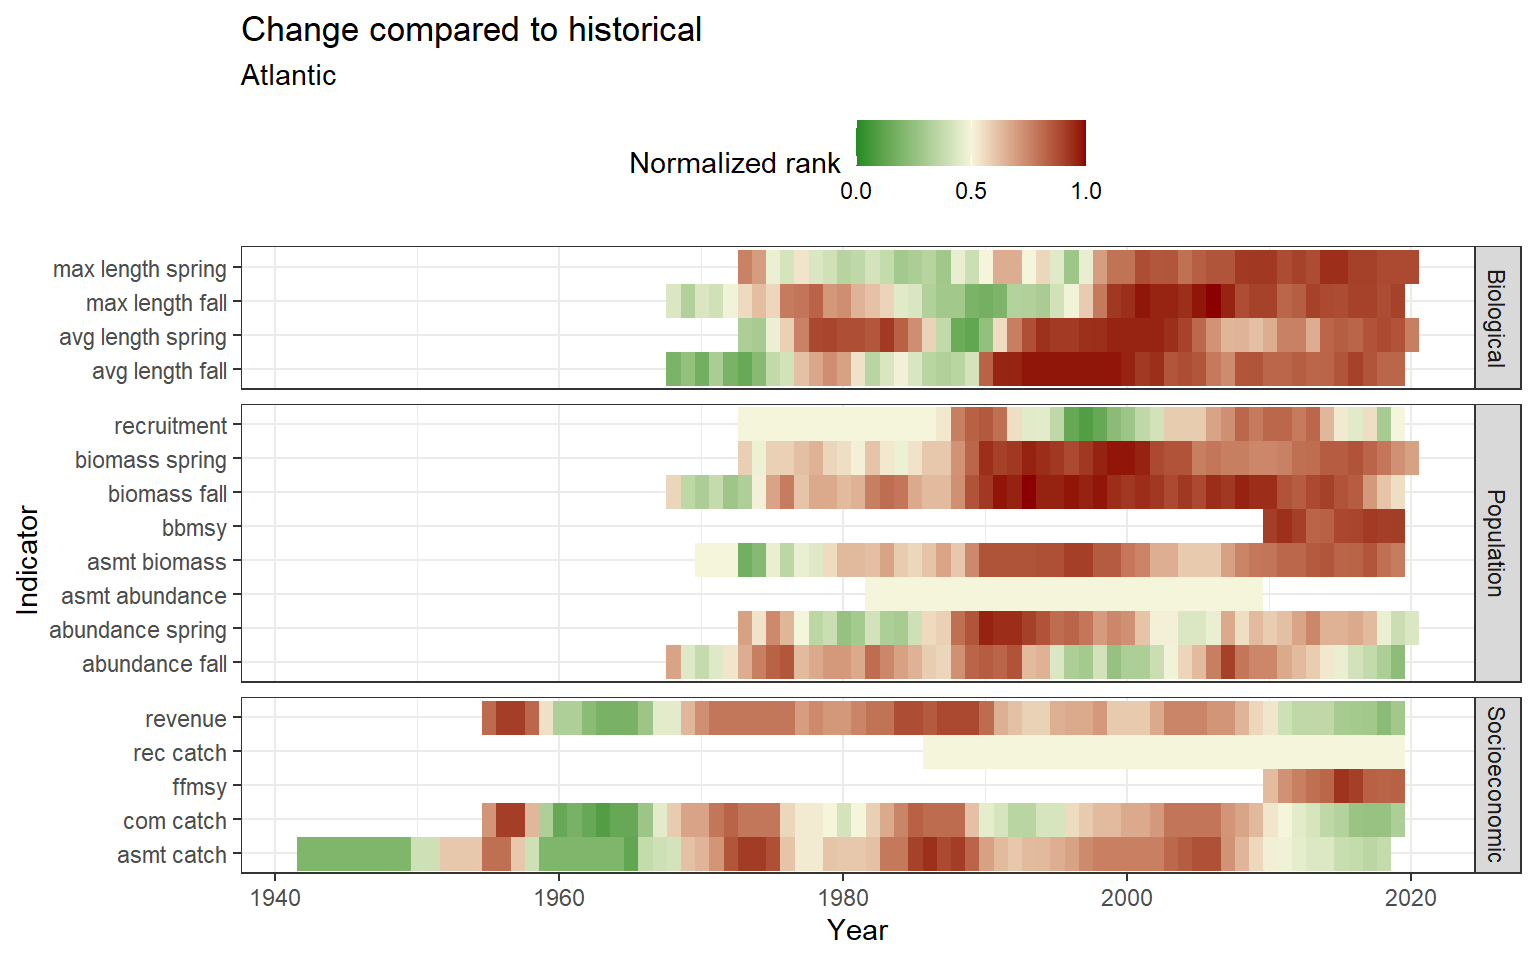 Change compared to historical
Atlantic
Normalized rank
0.0 0.5 1.0
max length spring
max length fall
avg length spring
avg length fall
Biological
recruitment
biomass spring
biomass fall
bbmsy
asmt biomass
asmt abundance
abundance spring
abundance fall
Population
revenue
rec catch
ffmsy
com catch
asmt catch
Socioeconomic
Indicator
1940 1960 1980 2000 2020
Year